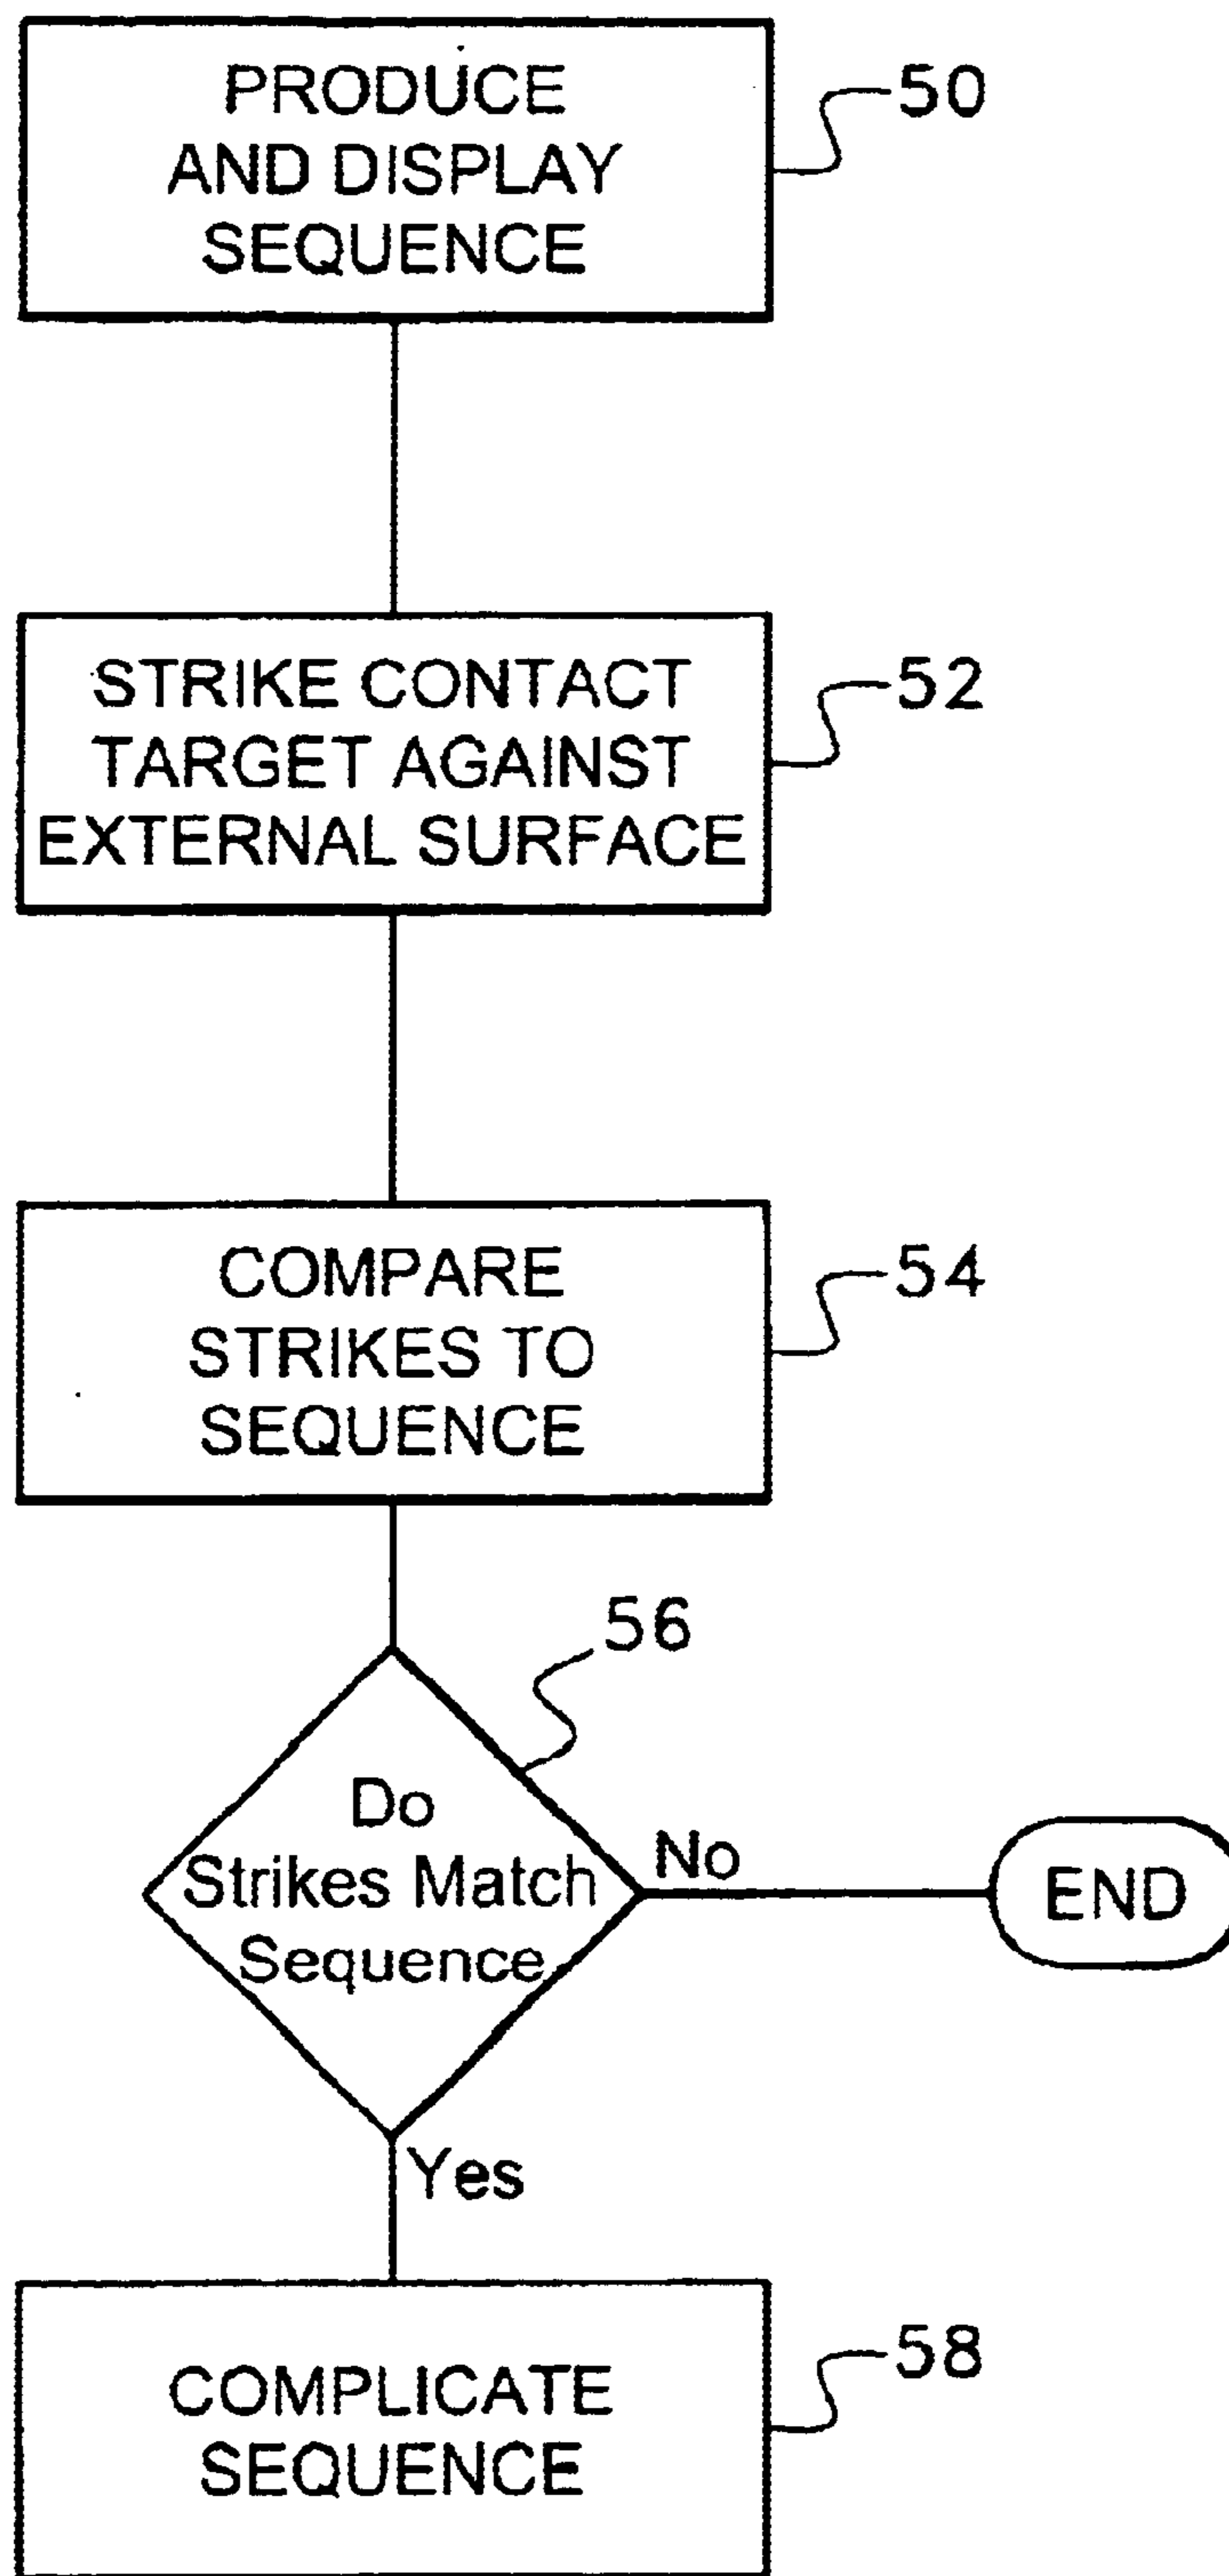 PRODUCE
AND DISPLAY
SEQUENCE
50
STRIKE CONTACT
TARGET AGAINST
EXTERNAL SURFACE
52
COMPARE
STRIKES TO
SEQUENCE
54
56
Do
Strikes Match
Sequence
No
END
Yes
COMPLICATE
SEQUENCE
58